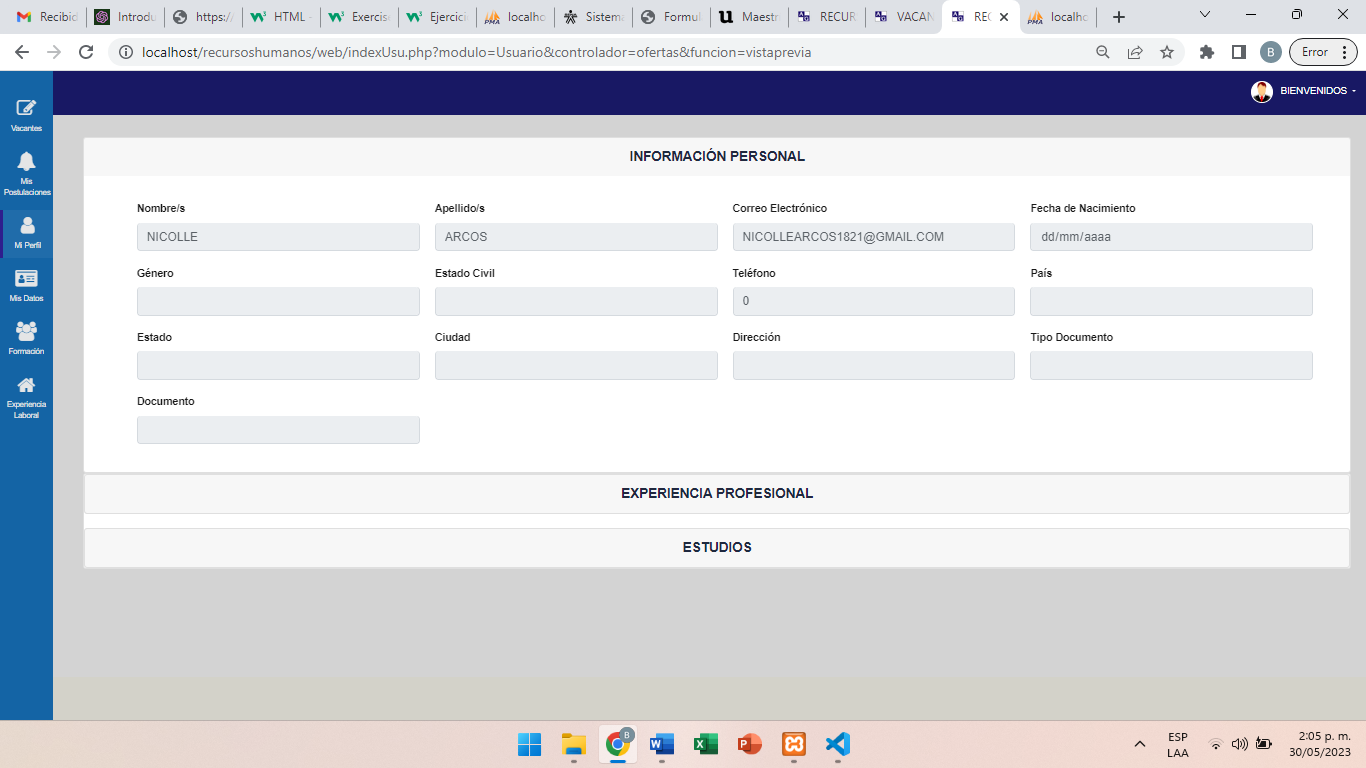 Recibid
Introdu
https:/
HTML
Exercis
Ejercici
localho
Sistema
Formul
Maestr
RECUR
VACAN
REC
localho
localhost/recursoshumanos/web/indexUsu.php?modulo=Usuario&controlador=ofertas&funcion=vistaprevia
B
Error
BIENVENIDOS
Vacantes
Mis
Postulaciones
Mi Perfil
Mis Datos
Formación
Experiencia
Laboral
INFORMACIÓN PERSONAL
Nombre/s
Apellido/s
Correo Electrónico
Fecha de Nacimiento
NICOLLE
ARCOS
NICOLLEARCOS1821@GMAIL.COM
dd/mm/aaaa
Género
Estado Civil
Teléfono
País
0
Estado
Ciudad
Dirección
Tipo Documento
Documento
EXPERIENCIA PROFESIONAL
ESTUDIOS
ESP
LAA
2:05 p. m.
30/05/2023